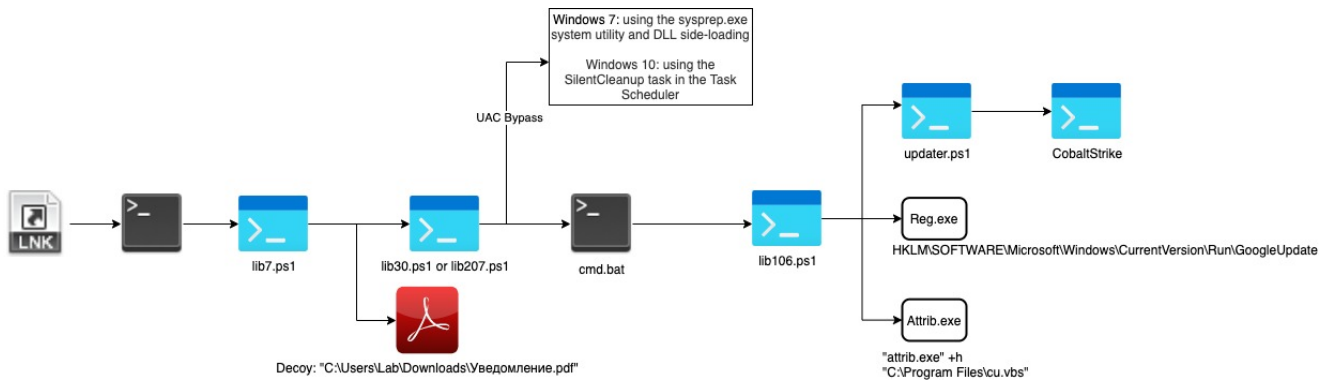 Windows 7: using the sysprep.exe
system utility and DLL side-loading
Windows 10: using the
SilentCleanup task in the Task
Scheduler
UAC Bypass
updater.ps1
CobaltStrike
LNK
>_
>_
lib7.ps1
lib30.ps1 or lib207.ps1
>_
cmd.bat
lib106.ps1
Reg.exe
HKLM\SOFTWARE\Microsoft\Windows\CurrentVersion\Run\GoogleUpdate
Decoy: "C:\Users\Lab\Downloads\Уведомление.pdf"
Attrib.exe
"attrib.exe" +h
"C:\Program Files\cu.vbs"